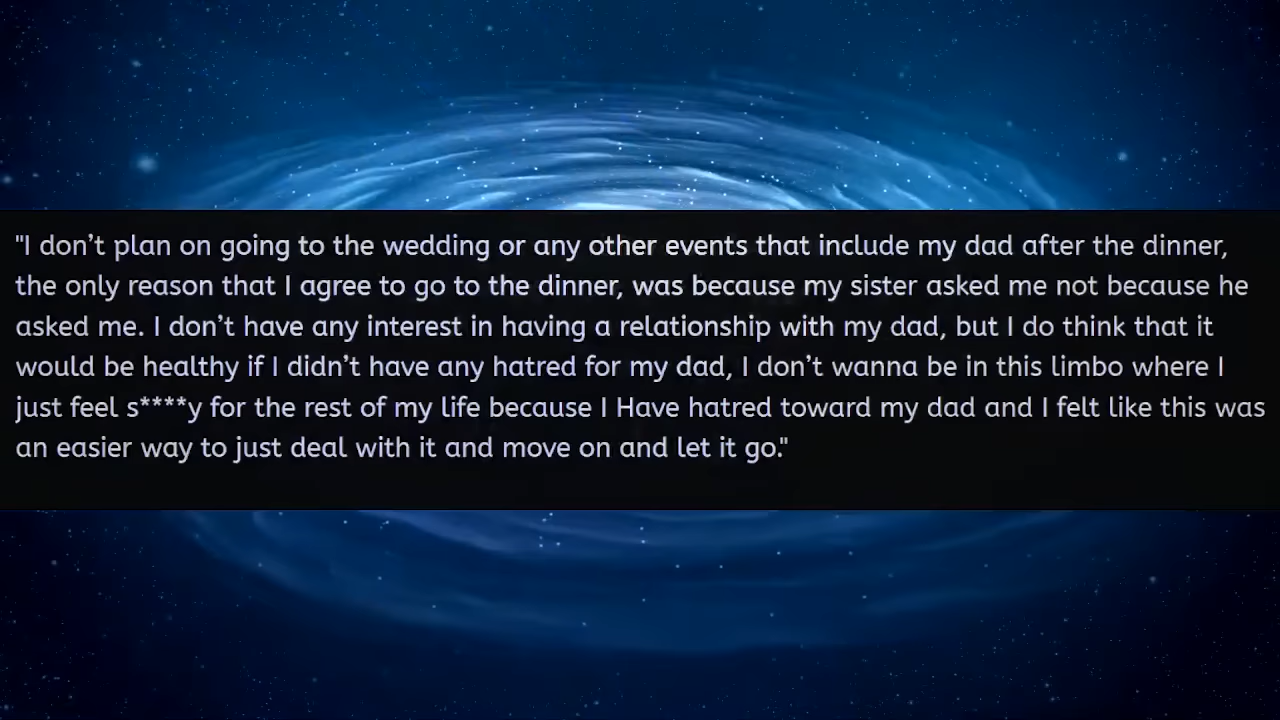 "I don’t plan on going to the wedding or any other events that include my dad after the dinner,
the only reason that I agree to go to the dinner, was because my sister asked me not because he
asked me. I don’t have any interest in having a relationship with my dad, but I do think that it
would be healthy if I didn’t have any hatred for my dad, I don’t wanna be in this limbo where I
just feel s****y for the rest of my life because I Have hatred toward my dad and I felt like this was
an easier way to just deal with it and move on and let it go."